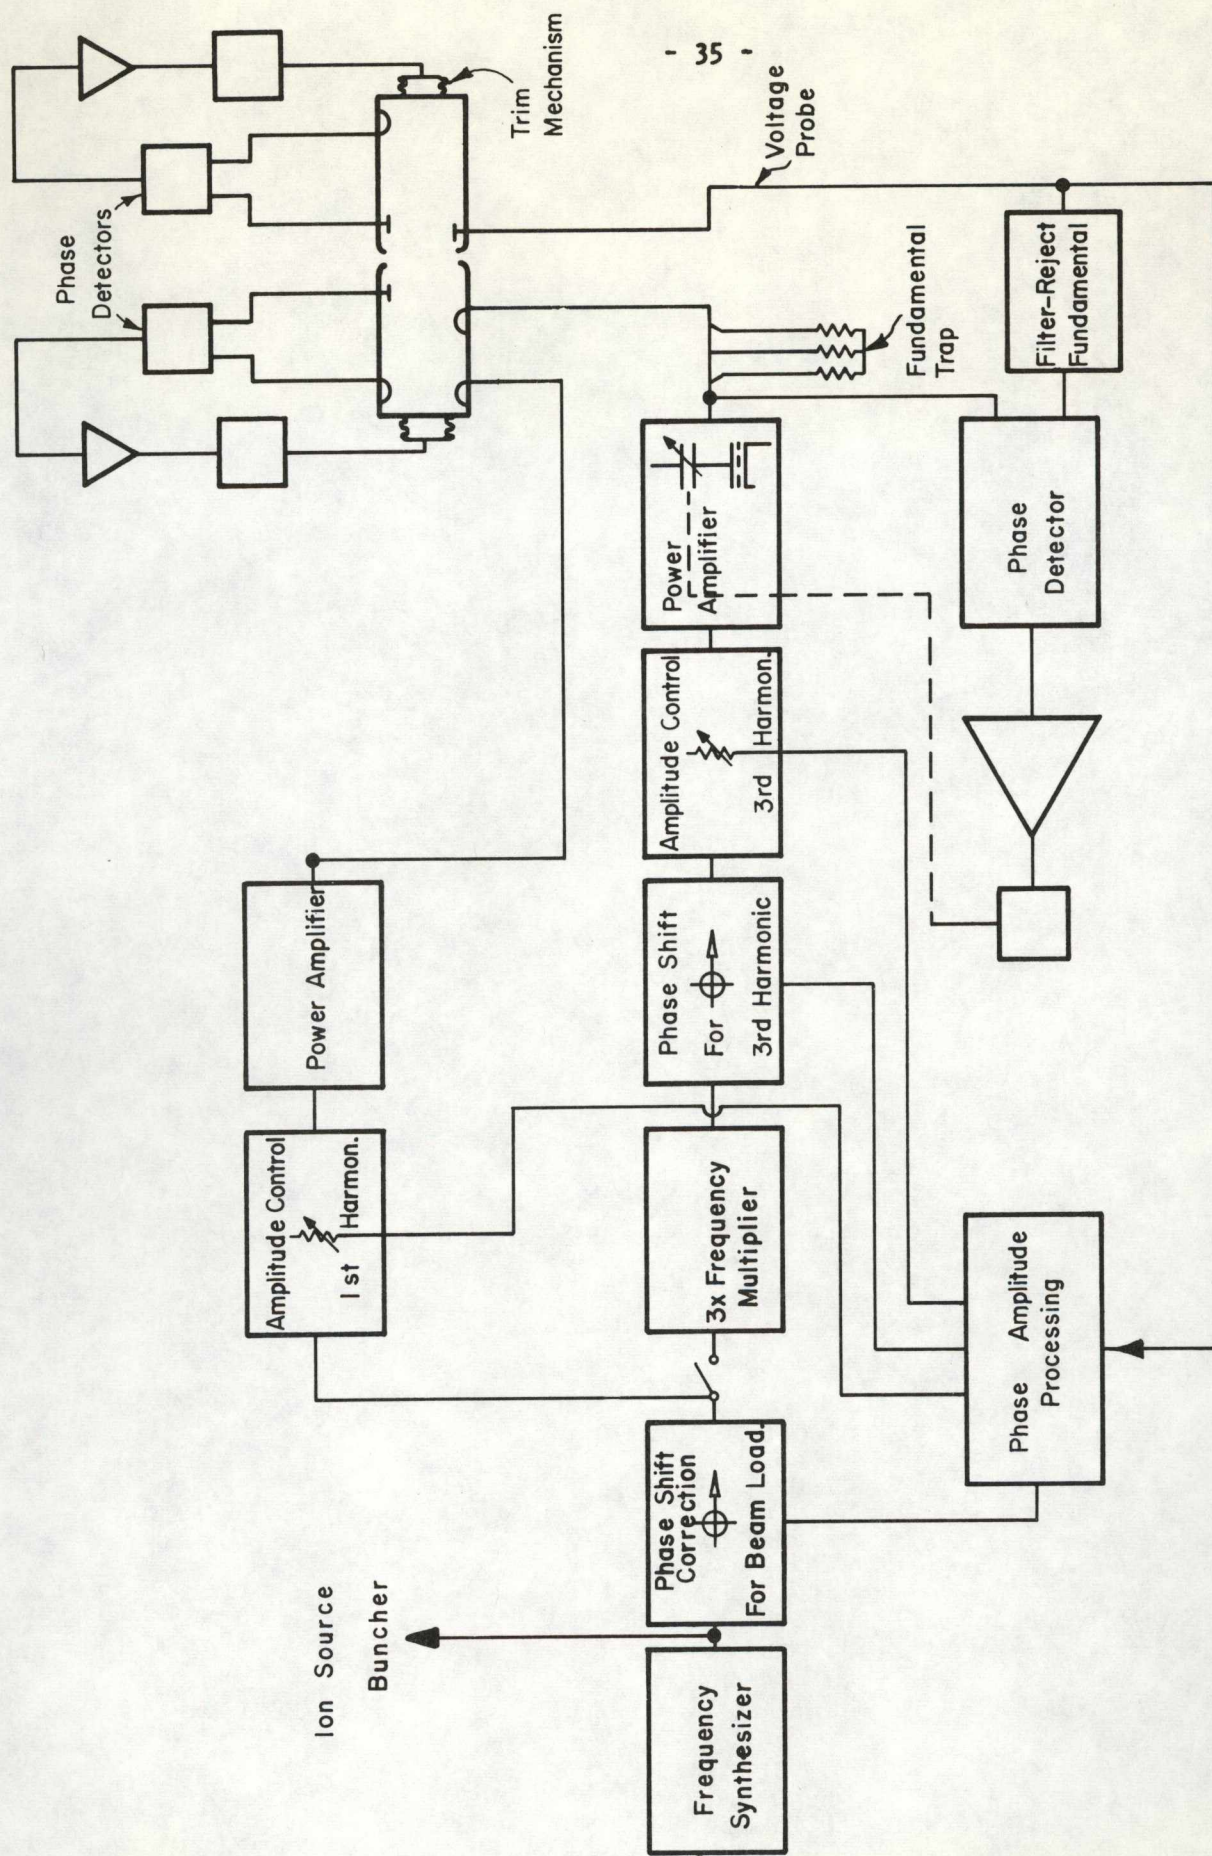 - 35 -
Phase
Detectors
Trim
Mechanism
Voltage
Probe
Fundamental
Trap
Filter-Reject
Fundamental
Power
Amplifier
Phase
Detector
Amplitude Control
3rd Harmon.
Power Amplifier
Phase Shift
For
3rd Harmonic
Amplitude Control
1st Harmon.
3x Frequency
Multiplier
Phase Amplitude
Processing
Phase Shift
Correction
For Beam Load.
Ion Source
Buncher
Frequency
Synthesizer